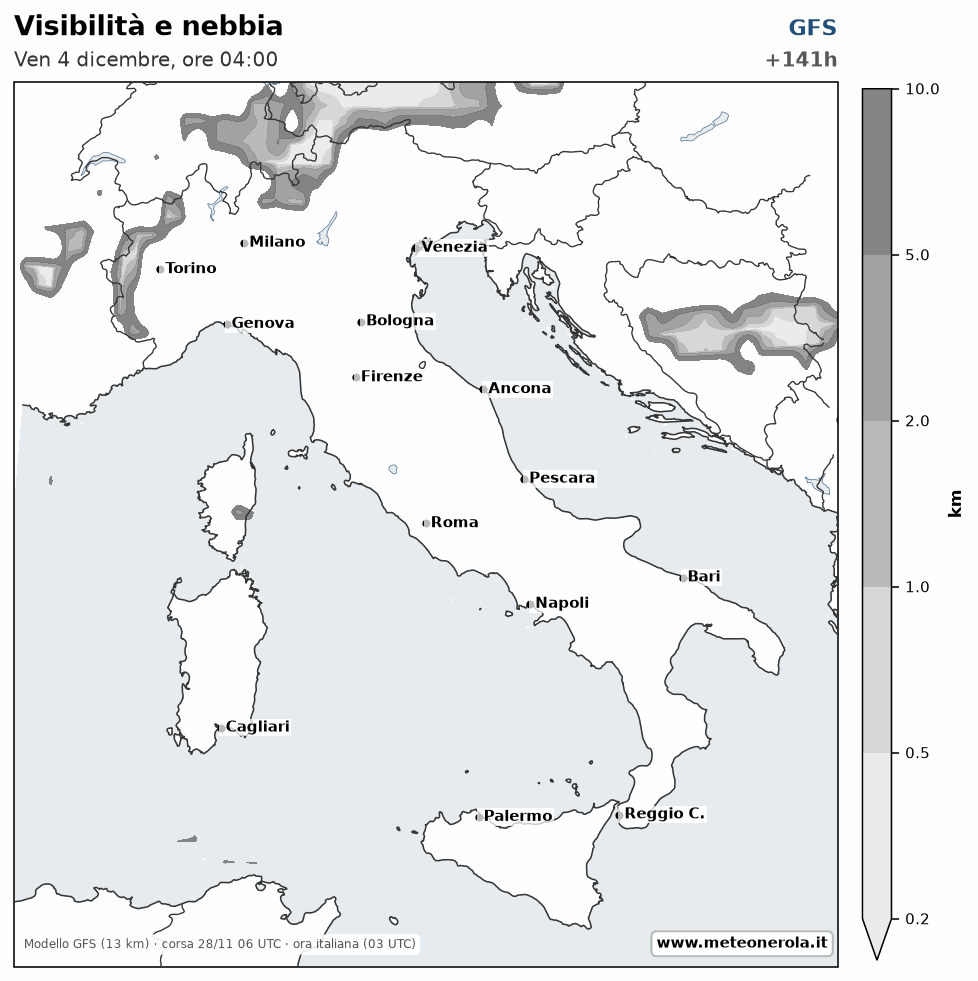 Visibilità e nebbia
GFS
Ven 4 dicembre, ore 04:00
+141h
10.0
5.0
2.0
1.0
0.5
0.2
km
Milano
Venezia
Torino
Genova
Bologna
Firenze
Ancona
Pescara
Roma
Bari
Napoli
Cagliari
Palermo
Reggio C.
Modello GFS (13 km) · corsa 28/11 06 UTC · ora italiana (03 UTC)
www.meteonerola.it